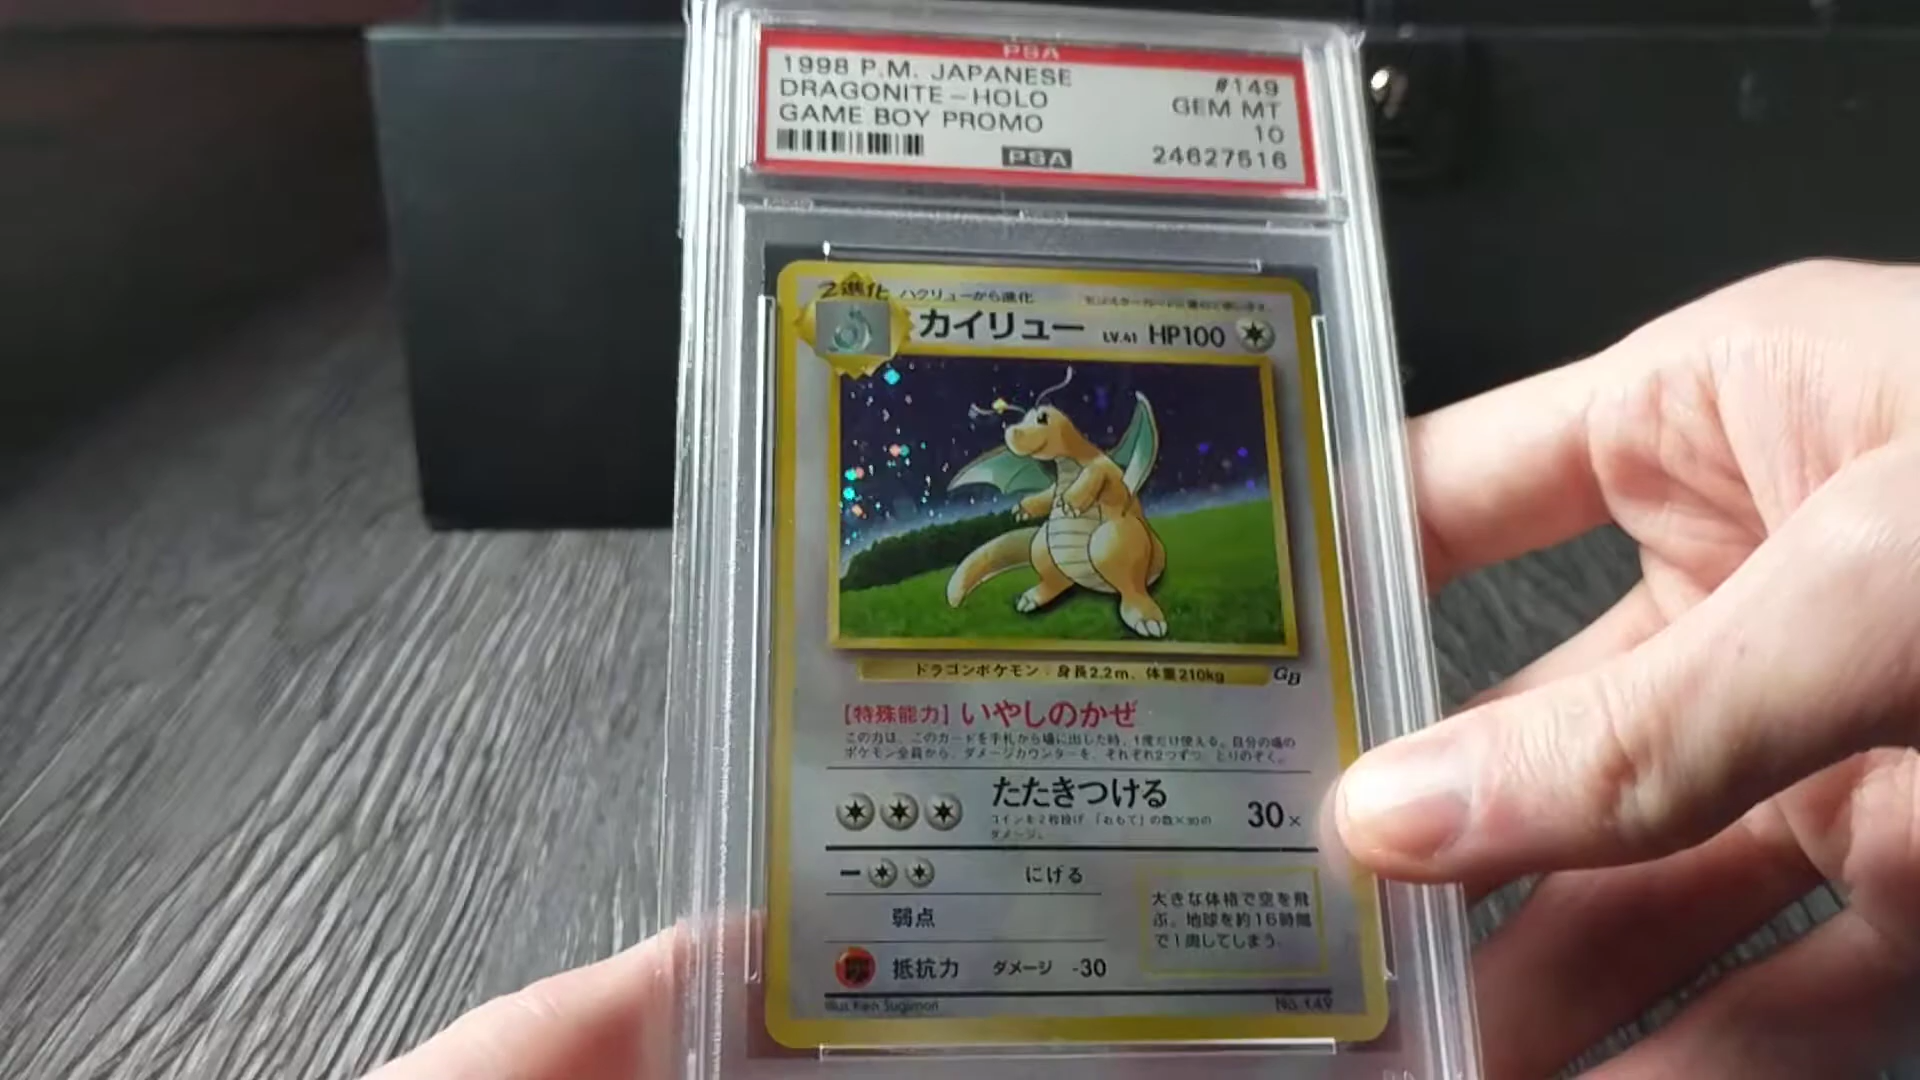 PSA
1998 P.M. JAPANESE #149
DRAGONITE-HOLO GEM MT
GAME BOY PROMO 10
PSA 24627516
2進化 ハクリューから進化
カイリュー LV.41 HP100
ドラゴンポケモン:身長2.2m、体重210kg GB
【特殊能力】いやしのかぜ
この力は、このカードを手札から場に出した時、1度だけ使える。自分の場の
ポケモン全員から、ダメージカウンターを、それぞれ2つずつ、とりのぞく。
たたきつける 30×
コインを2枚投げ「おもて」の数×30の
ダメージ。
にげる
弱点
抵抗力 ダメージ -30
大きな体格で空を飛
ぶ。地球を約16時間
で1周してしまう。
Illus. Ken Sugimori No.149